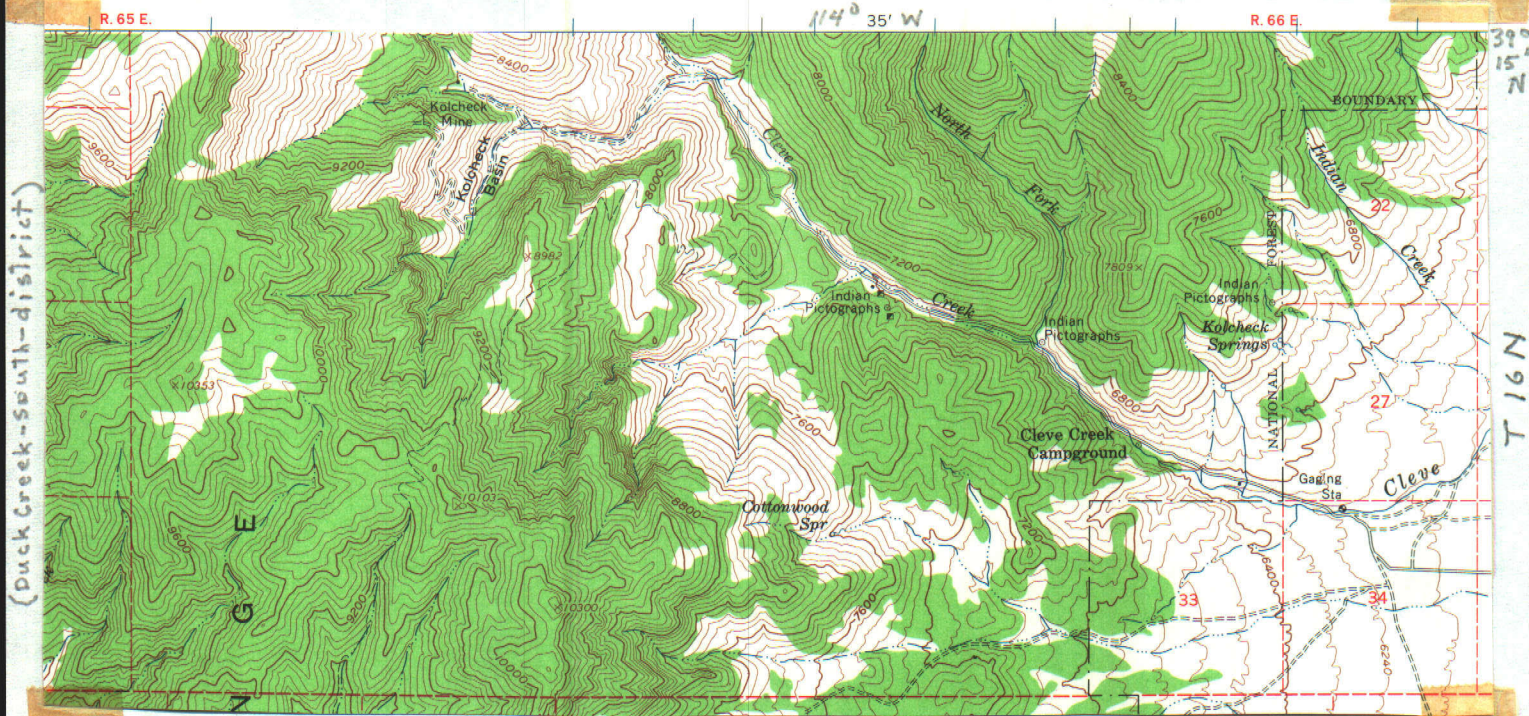 R. 65 E.
114° 35' W
R. 66 E.
39°
15'
N
8400
8000
8400
BOUNDARY
Kolcheck
Mine
North
Cleve
9600
9200
Kolcheck
Basin
8000
Fork
Indian
22
7600
6800
FOREST
Creek
(Duck Creek-south-district)
×8982
7200
7809×
Indian
Pictographs
Indian
Pictographs
Creek
Indian
Pictographs
Kolcheck
Springs
9200
10000
×10353
6800
NATIONAL
27
T 16 N
7600
Cleve Creek
Campground
Gaging
Sta
Cleve
×10103
8800
Cottonwood
Spr
7200
9600
E
6400
G
9200
×10300
7600
33
34
10000
6240